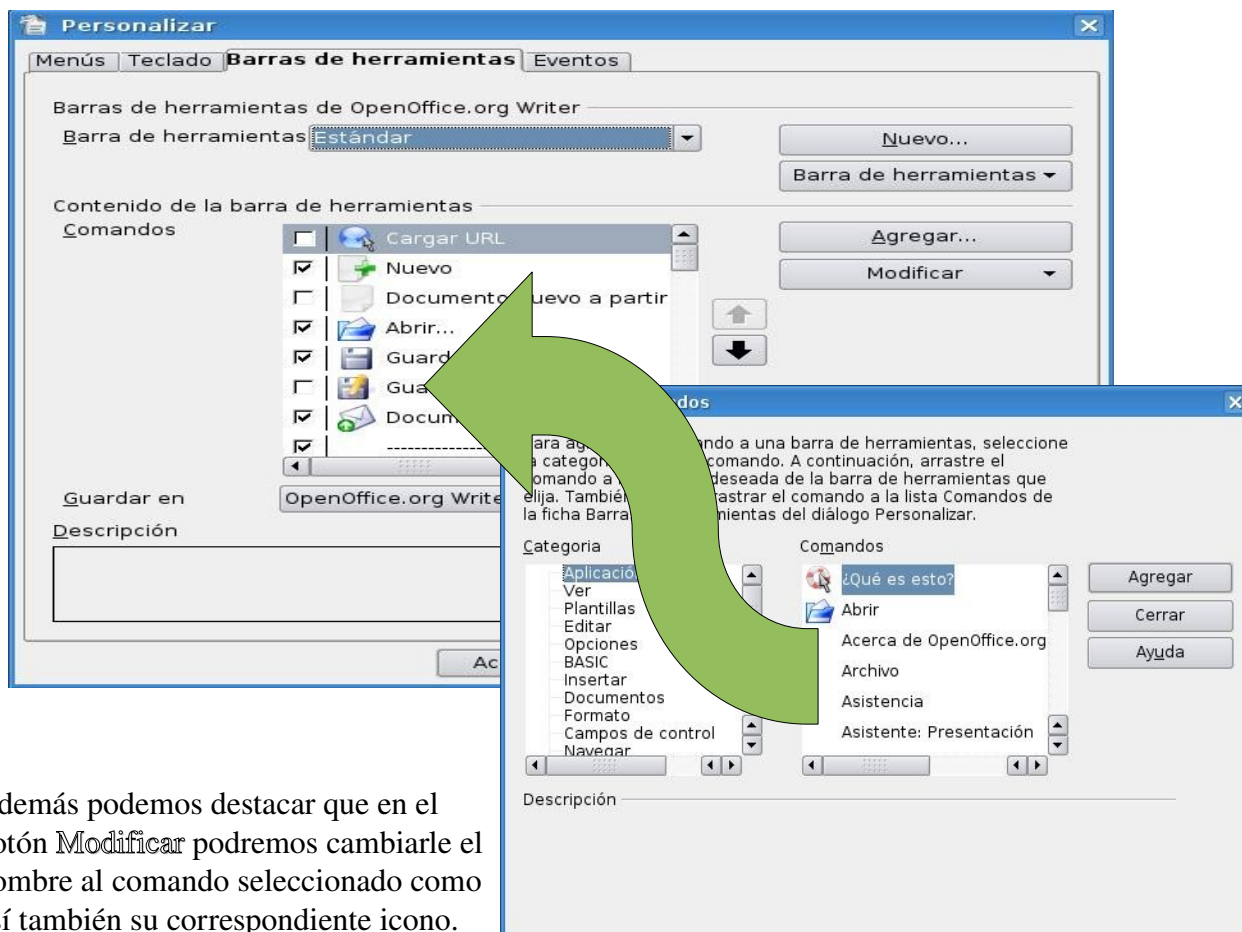 Personalizar
Menús Teclado Barras de herramientas Eventos
Barras de herramientas de OpenOffice.org Writer
Barra de herramientas Estándar
Nuevo...
Barra de herramientas
Contenido de la barra de herramientas
Comandos
Cargar URL
Nuevo
Documento uevo a partir
Abrir...
Guard
Gua
Docum
--------------
Agregar...
Modificar
Guardar en
OpenOffice.org Write
Descripción
Ac
dos
ara ag ando a una barra de herramientas, seleccione
a categor comando. A continuación, arrastre el
omando a deseada de la barra de herramientas que
elija. También rastrar el comando a la lista Comandos de
la ficha Barra mientas del diálogo Personalizar.
Categoria
Aplicació
Ver
Plantillas
Editar
Opciones
BASIC
Insertar
Documentos
Formato
Campos de control
Navegar
Comandos
¿Qué es esto?
Abrir
Acerca de OpenOffice.org
Archivo
Asistencia
Asistente: Presentación
Agregar
Cerrar
Ayuda
Descripción
demás podemos destacar que en el
otón Modificar podremos cambiarle el
ombre al comando seleccionado como
sí también su correspondiente icono.